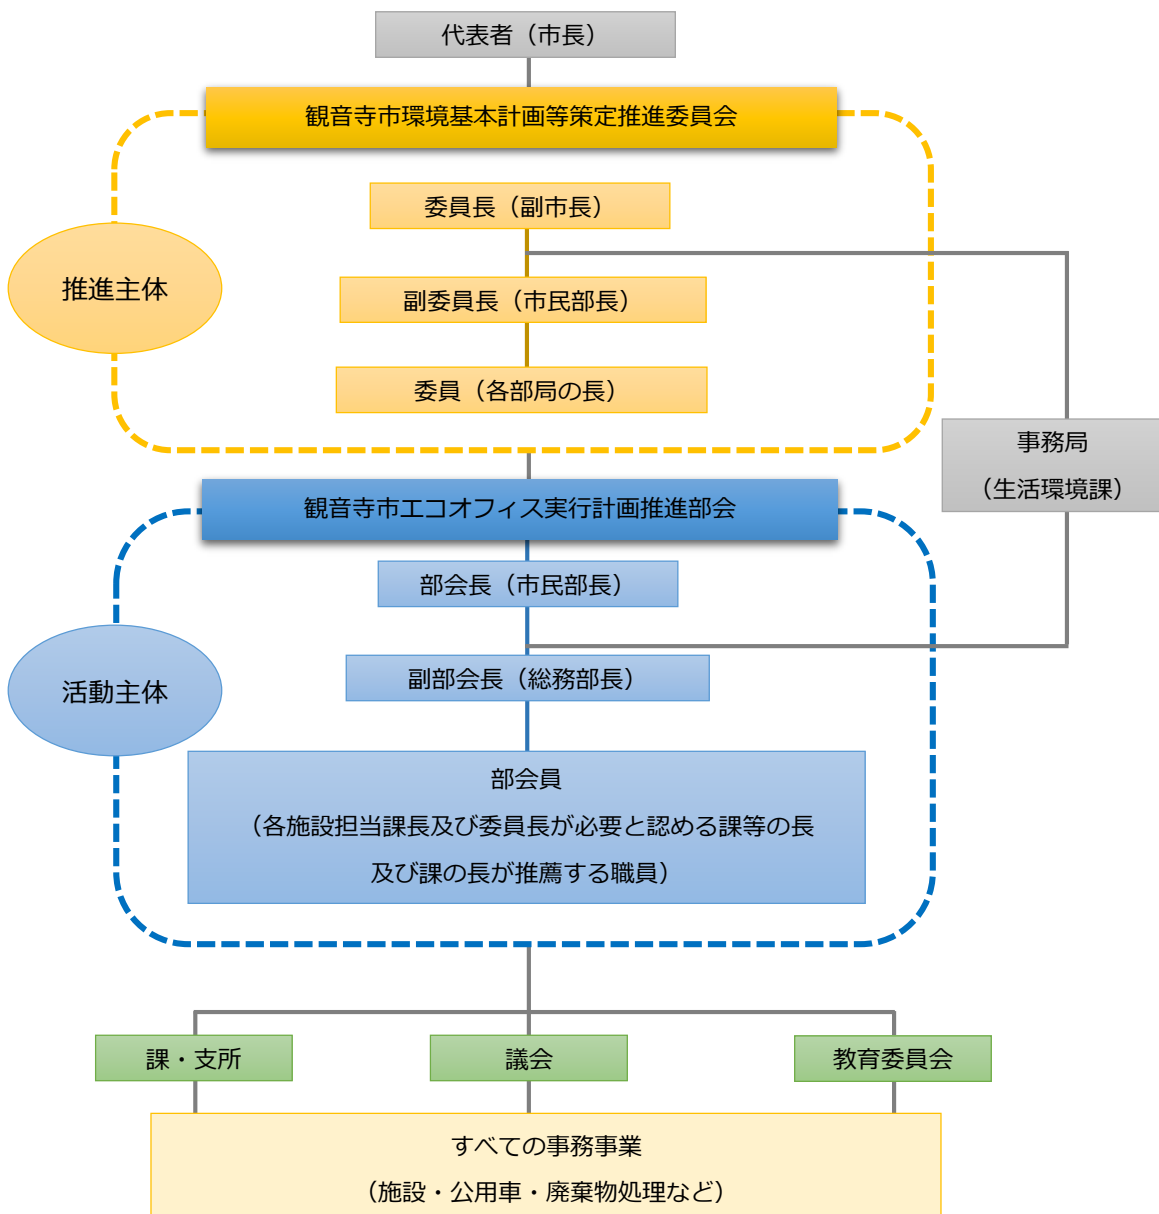 代表者（市長）
観音寺市環境基本計画等策定推進委員会
委員長（副市長）
推進主体
副委員長（市民部長）
委員（各部局の長）
事務局
（生活環境課）
観音寺市エコオフィス実行計画推進部会
部会長（市民部長）
副部会長（総務部長）
活動主体
部会員
（各施設担当課長及び委員長が必要と認める課等の長
及び課の長が推薦する職員）
課・支所
議会
教育委員会
すべての事務事業
（施設・公用車・廃棄物処理など）